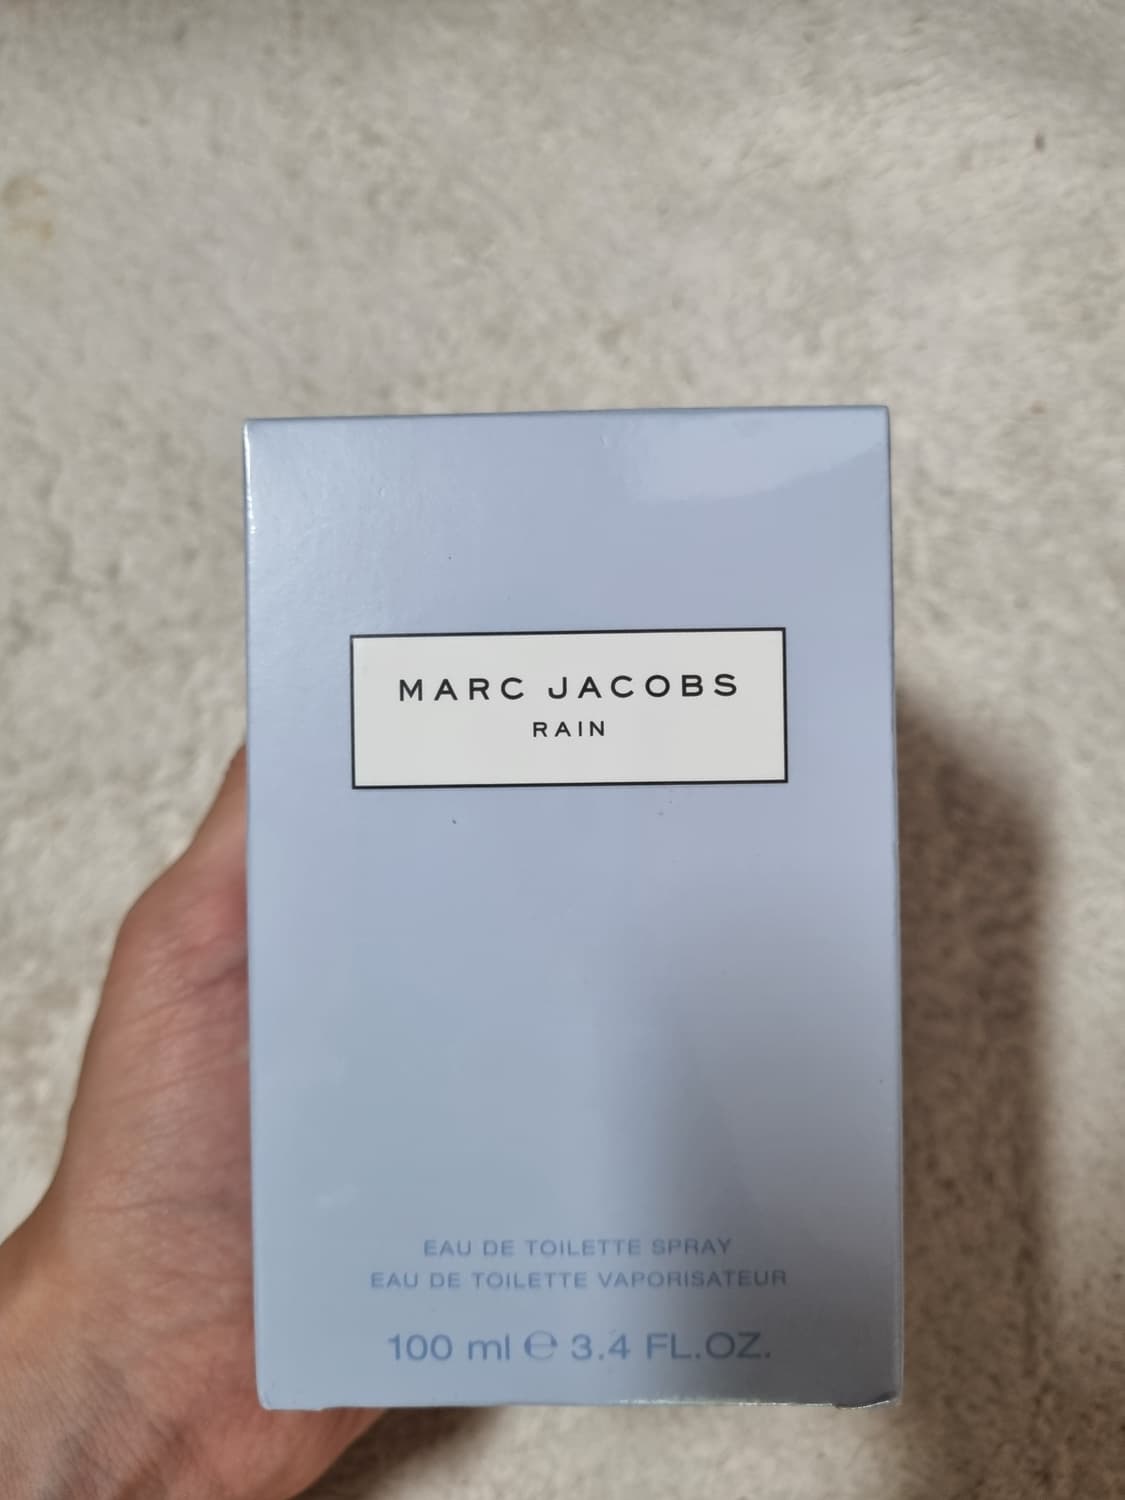 MARC JACOBS
RAIN
EAU DE TOILETTE SPRAY
EAU DE TOILETTE VAPORISATEUR
100 ml ℮ 3.4 FL.OZ.